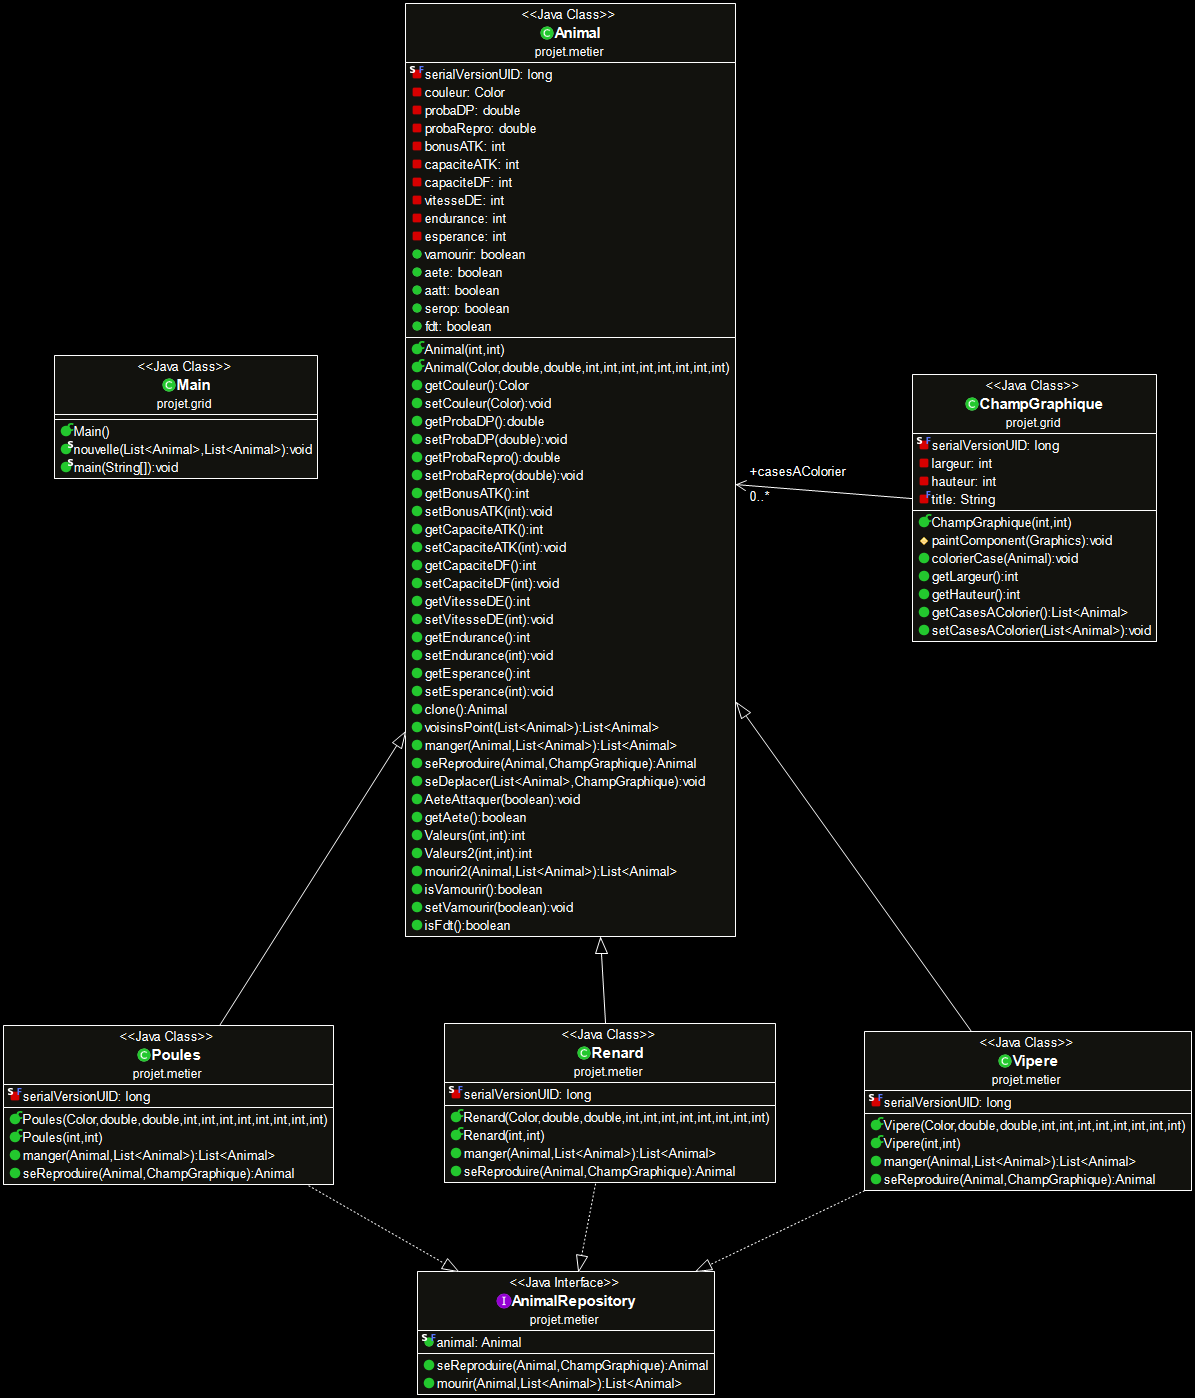 <<Java Class>>
Animal
projet.metier
serialVersionUID: long
couleur: Color
probaDP: double
probaRepro: double
bonusATK: int
capaciteATK: int
capaciteDF: int
vitesseDE: int
endurance: int
esperance: int
vamourir: boolean
aete: boolean
aatt: boolean
serop: boolean
fdt: boolean
Animal(int,int)
Animal(Color,double,double,int,int,int,int,int,int,int,int)
getCouleur():Color
setCouleur(Color):void
getProbaDP():double
setProbaDP(double):void
getProbaRepro():double
setProbaRepro(double):void
getBonusATK():int
setBonusATK(int):void
getCapaciteATK():int
setCapaciteATK(int):void
getCapaciteDF():int
setCapaciteDF(int):void
getVitesseDE():int
setVitesseDE(int):void
getEndurance():int
setEndurance(int):void
getEsperance():int
setEsperance(int):void
clone():Animal
voisinsPoint(List<Animal>):List<Animal>
manger(Animal,List<Animal>):List<Animal>
seReproduire(Animal,ChampGraphique):Animal
seDeplacer(List<Animal>,ChampGraphique):void
AeteAttaquer(boolean):void
getAete():boolean
Valeurs(int,int):int
Valeurs2(int,int):int
mourir2(Animal,List<Animal>):List<Animal>
isVamourir():boolean
setVamourir(boolean):void
isFdt():boolean
<<Java Class>>
Main
projet.grid
Main()
nouvelle(List<Animal>,List<Animal>):void
main(String[]):void
+casesAColorier
0..*
<<Java Class>>
ChampGraphique
projet.grid
serialVersionUID: long
largeur: int
hauteur: int
title: String
ChampGraphique(int,int)
paintComponent(Graphics):void
colorierCase(Animal):void
getLargeur():int
getHauteur():int
getCasesAColorier():List<Animal>
setCasesAColorier(List<Animal>):void
<<Java Class>>
Poules
projet.metier
serialVersionUID: long
Poules(Color,double,double,int,int,int,int,int,int,int,int)
Poules(int,int)
manger(Animal,List<Animal>):List<Animal>
seReproduire(Animal,ChampGraphique):Animal
<<Java Class>>
Renard
projet.metier
serialVersionUID: long
Renard(Color,double,double,int,int,int,int,int,int,int,int)
Renard(int,int)
manger(Animal,List<Animal>):List<Animal>
seReproduire(Animal,ChampGraphique):Animal
<<Java Class>>
Vipere
projet.metier
serialVersionUID: long
Vipere(Color,double,double,int,int,int,int,int,int,int,int)
Vipere(int,int)
manger(Animal,List<Animal>):List<Animal>
seReproduire(Animal,ChampGraphique):Animal
<<Java Interface>>
AnimalRepository
projet.metier
animal: Animal
seReproduire(Animal,ChampGraphique):Animal
mourir(Animal,List<Animal>):List<Animal>